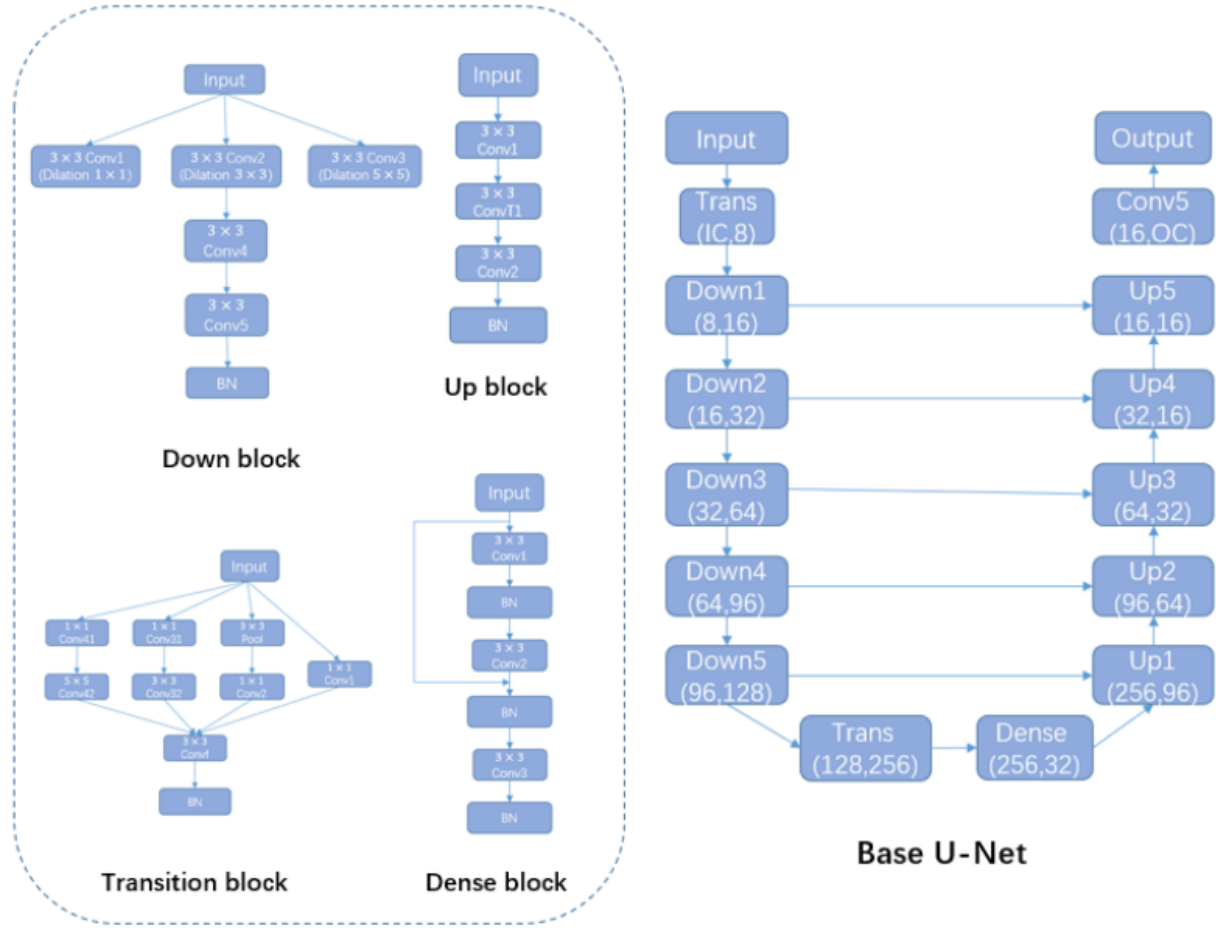 Input
3 × 3 Conv1
(Dilation 1 × 1)
3 × 3 Conv2
(Dilation 3 × 3)
3 × 3 Conv3
(Dilation 5 × 5)
3 × 3
Conv4
3 × 3
Conv5
BN
Down block
Input
3 × 3
Conv1
3 × 3
ConvT1
3 × 3
Conv2
BN
Up block
Input
1 × 1
Conv41
1 × 1
Conv31
3 × 3
Pool
1 × 1
Conv1
5 × 5
Conv42
3 × 3
Conv32
1 × 1
Conv2
3 × 3
Convf
BN
Transition block
Input
3 × 3
Conv1
BN
3 × 3
Conv2
BN
3 × 3
Conv3
BN
Dense block
Input
Trans
(IC,8)
Down1
(8,16)
Down2
(16,32)
Down3
(32,64)
Down4
(64,96)
Down5
(96,128)
Trans
(128,256)
Dense
(256,32)
Up1
(256,96)
Up2
(96,64)
Up3
(64,32)
Up4
(32,16)
Up5
(16,16)
Conv5
(16,OC)
Output
Base U-Net